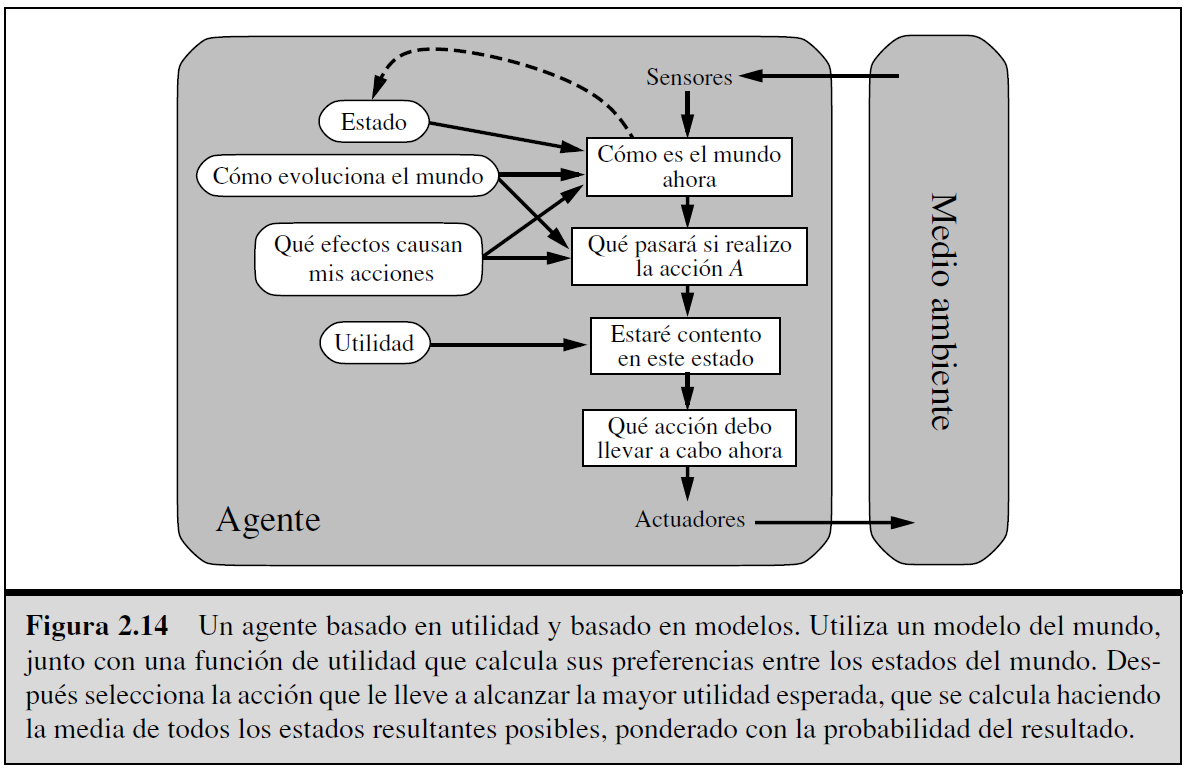 Sensores
Estado
Cómo es el mundo
ahora
Cómo evoluciona el mundo
Qué efectos causan
mis acciones
Qué pasará si realizo
la acción A
Utilidad
Estaré contento
en este estado
Qué acción debo
llevar a cabo ahora
Agente
Actuadores
Medio ambiente
Figura 2.14 Un agente basado en utilidad y basado en modelos. Utiliza un modelo del mundo,
junto con una función de utilidad que calcula sus preferencias entre los estados del mundo. Des-
pués selecciona la acción que le lleve a alcanzar la mayor utilidad esperada, que se calcula haciendo
la media de todos los estados resultantes posibles, ponderado con la probabilidad del resultado.